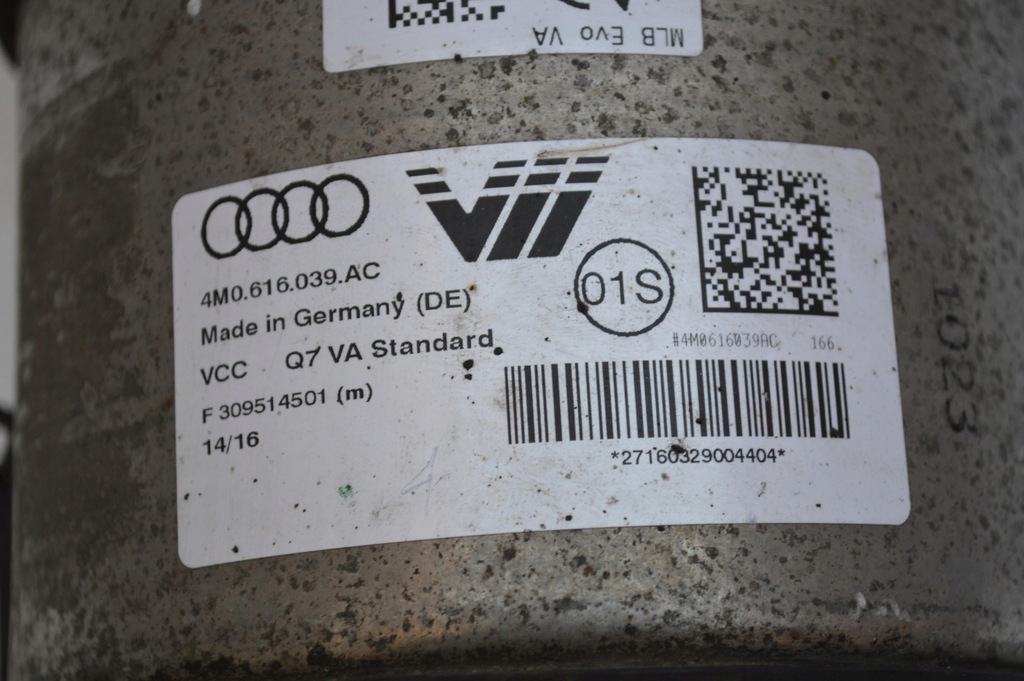 MLB Evo VA
4M0.616.039.AC
Made in Germany (DE)
VCC Q7 VA Standard
F 309514501 (m)
14/16
01S
#4M0616039AC 166
*27160329004404*
1023